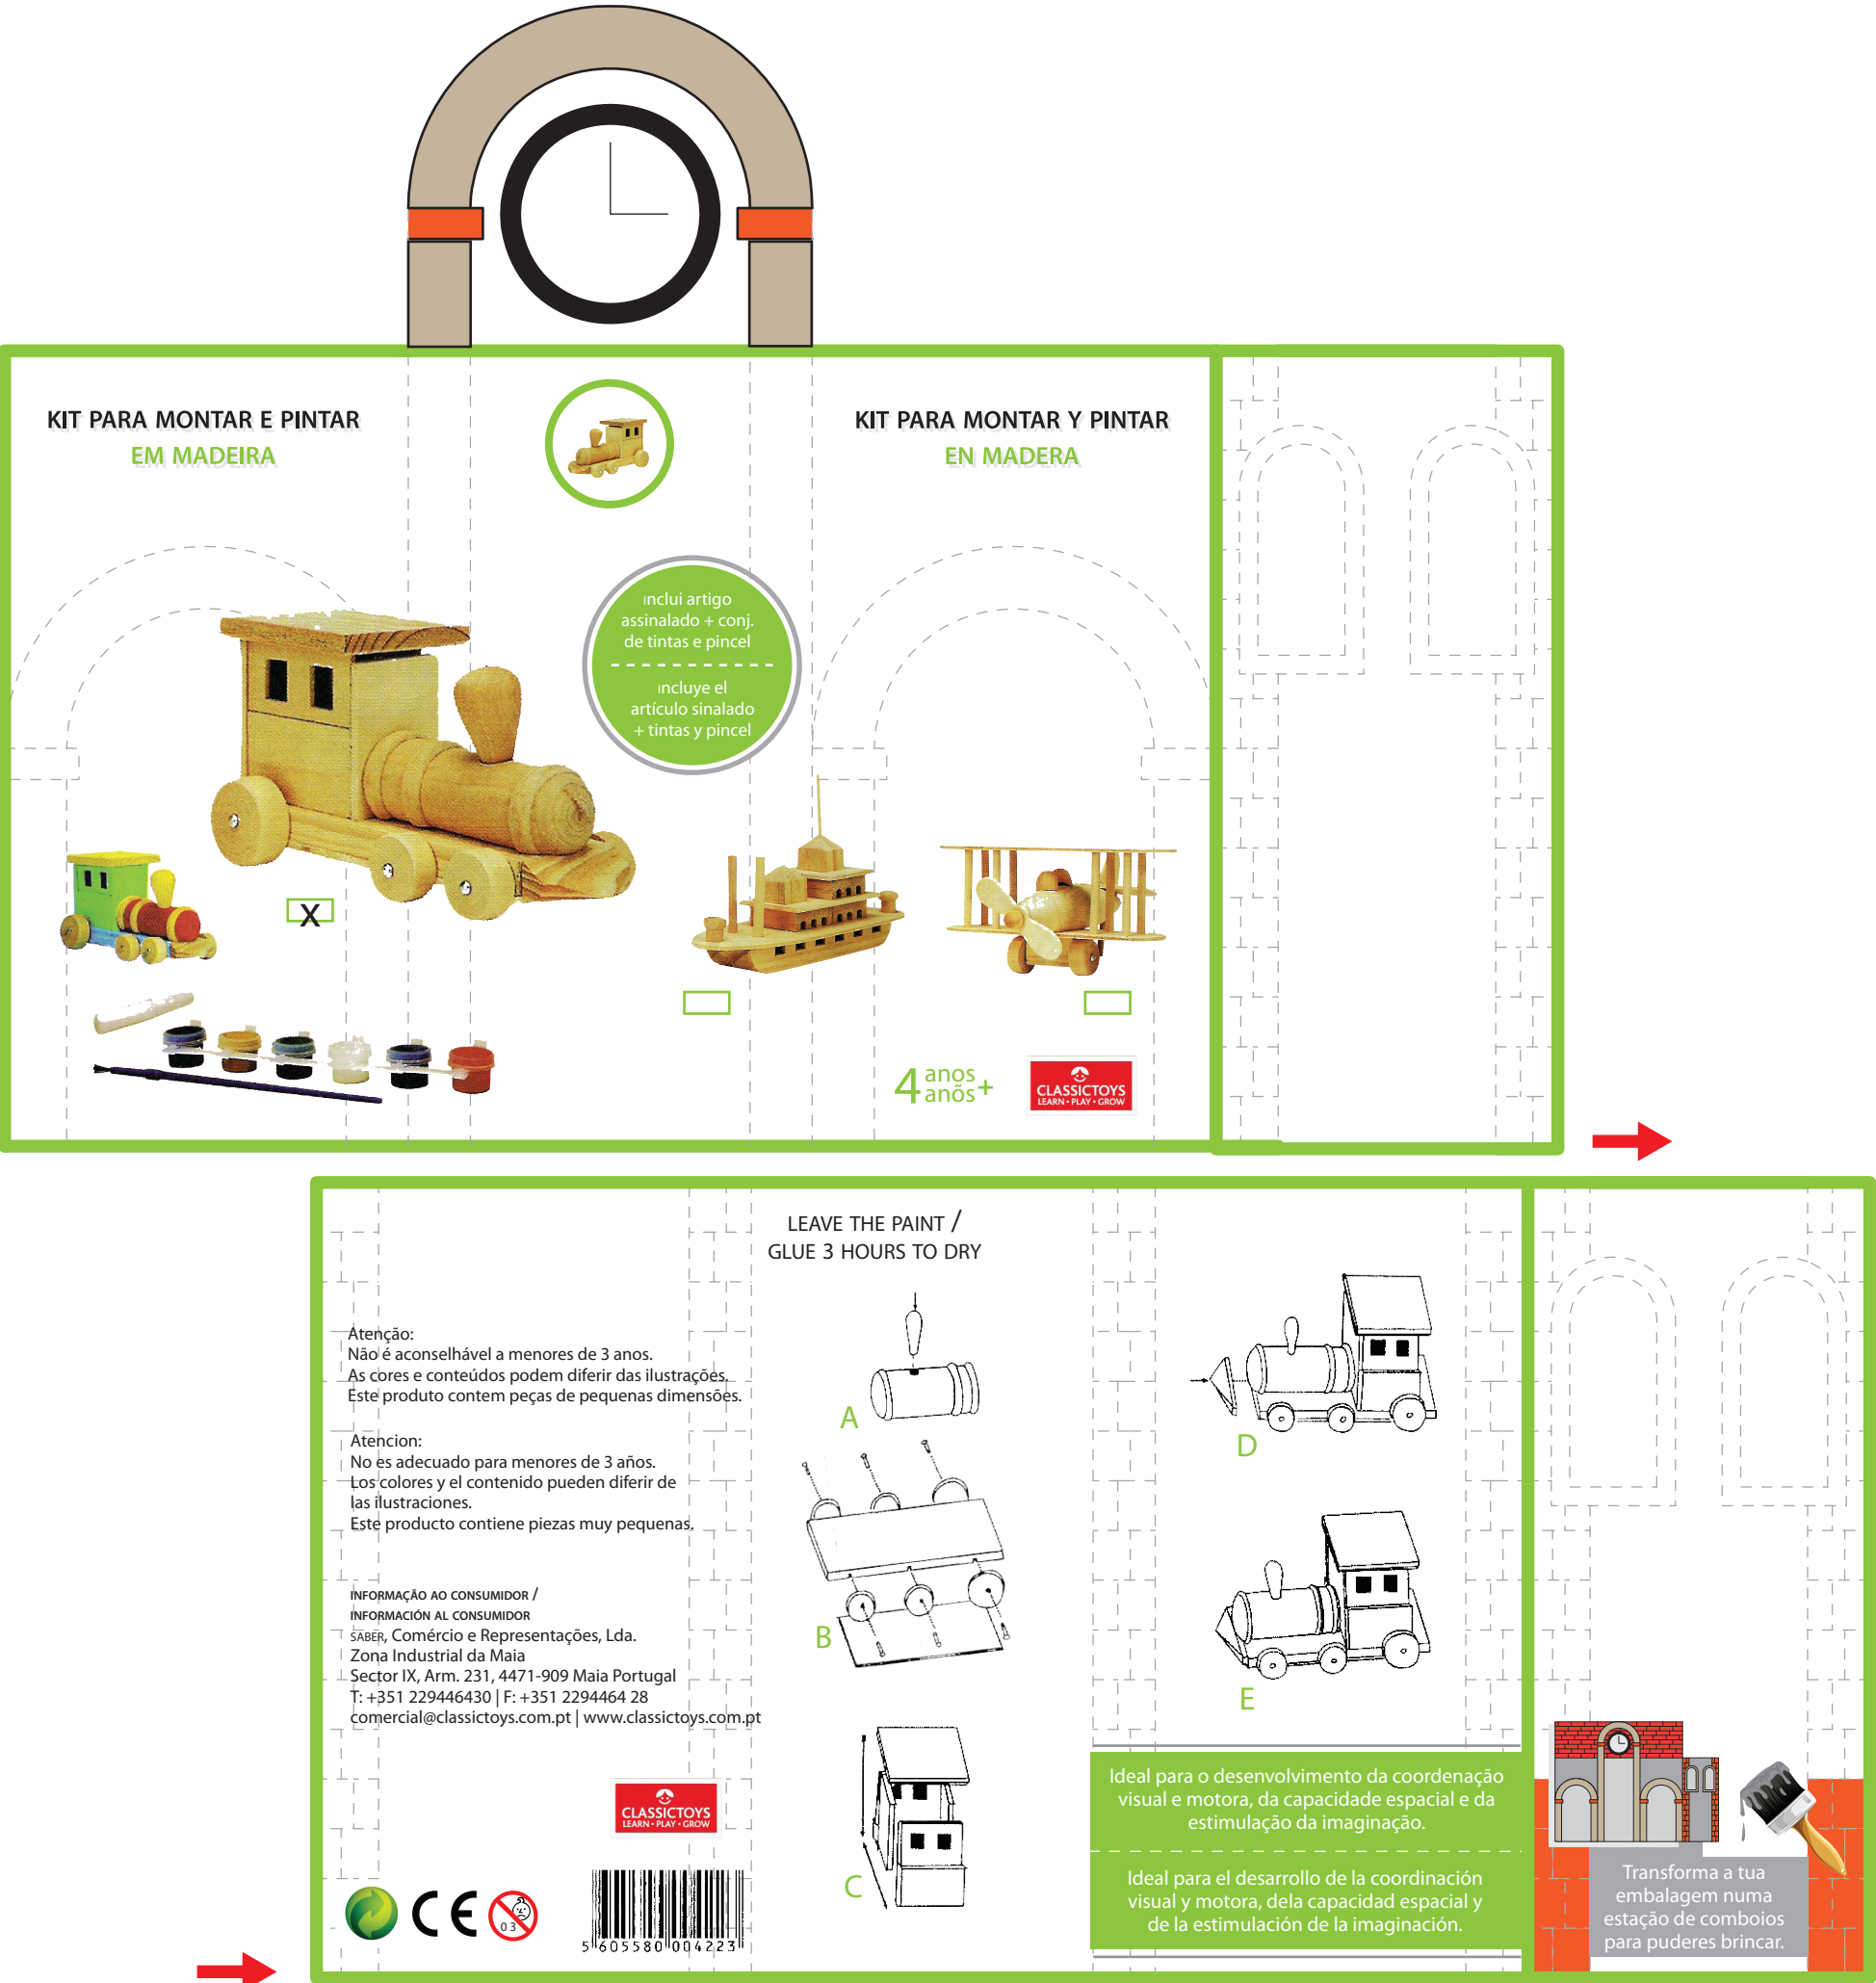 KIT PARA MONTAR E PINTAR
EM MADEIRA
KIT PARA MONTAR Y PINTAR
EN MADERA
inclui artigo
assinalado + conj.
de tintas e pincel
incluye el
artículo sinalado
+ tintas y pincel
X
4 anos
anõs +
CLASSICTOYS
LEARN • PLAY • GROW
LEAVE THE PAINT /
GLUE 3 HOURS TO DRY
Atenção:
Não é aconselhável a menores de 3 anos.
As cores e conteúdos podem diferir das ilustrações.
Este produto contem peças de pequenas dimensões.
Atencion:
No es adecuado para menores de 3 años.
Los colores y el contenido pueden diferir de
las ilustraciones.
Este producto contiene piezas muy pequenas.
INFORMAÇÃO AO CONSUMIDOR /
INFORMACIÓN AL CONSUMIDOR
SABER, Comércio e Representações, Lda.
Zona Industrial da Maia
Sector IX, Arm. 231, 4471-909 Maia Portugal
T: +351 229446430 | F: +351 2294464 28
comercial@classictoys.com.pt | www.classictoys.com.pt
CLASSICTOYS
LEARN • PLAY • GROW
CE
0 3
5 605580 004223
A
B
C
D
E
Ideal para o desenvolvimento da coordenação
visual e motora, da capacidade espacial e da
estimulação da imaginação.
Ideal para el desarrollo de la coordinación
visual y motora, dela capacidad espacial y
de la estimulación de la imaginación.
Transforma a tua
embalagem numa
estação de comboios
para puderes brincar.